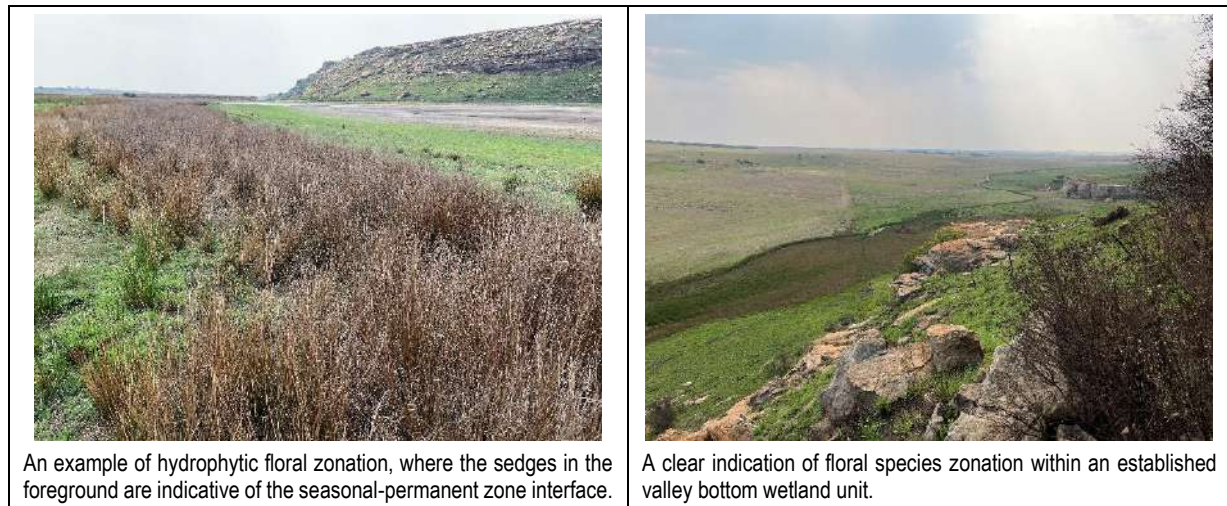 An example of hydrophytic floral zonation, where the sedges in the
foreground are indicative of the seasonal-permanent zone interface.
A clear indication of floral species zonation within an established
valley bottom wetland unit.